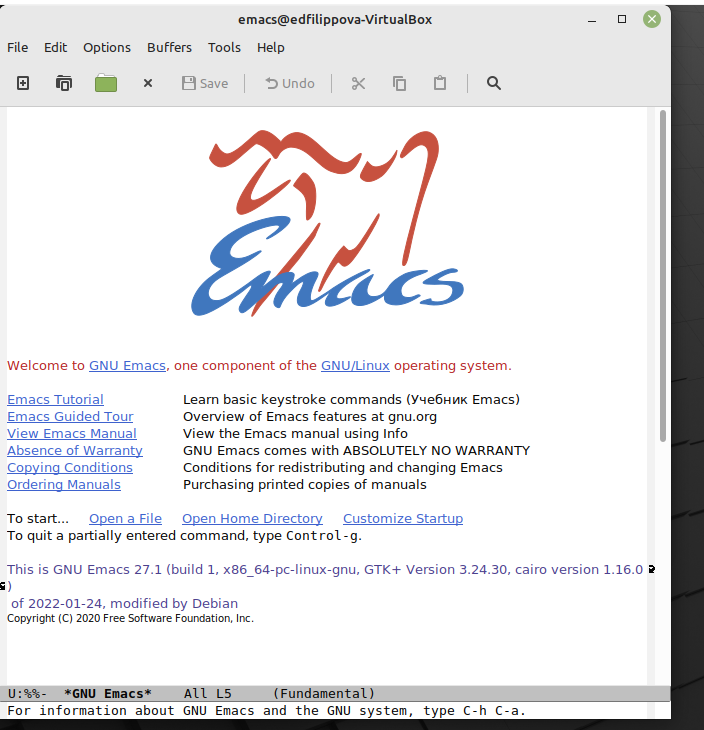 emacs@edfilippova-VirtualBox
File Edit Options Buffers Tools Help
Save Undo
Emacs
Welcome to GNU Emacs, one component of the GNU/Linux operating system.
Emacs Tutorial Learn basic keystroke commands (Учебник Emacs)
Emacs Guided Tour Overview of Emacs features at gnu.org
View Emacs Manual View the Emacs manual using Info
Absence of Warranty GNU Emacs comes with ABSOLUTELY NO WARRANTY
Copying Conditions Conditions for redistributing and changing Emacs
Ordering Manuals Purchasing printed copies of manuals
To start... Open a File Open Home Directory Customize Startup
To quit a partially entered command, type Control-g.
This is GNU Emacs 27.1 (build 1, x86_64-pc-linux-gnu, GTK+ Version 3.24.30, cairo version 1.16.0
)
of 2022-01-24, modified by Debian
Copyright (C) 2020 Free Software Foundation, Inc.
U:%%- *GNU Emacs* All L5 (Fundamental)
For information about GNU Emacs and the GNU system, type C-h C-a.